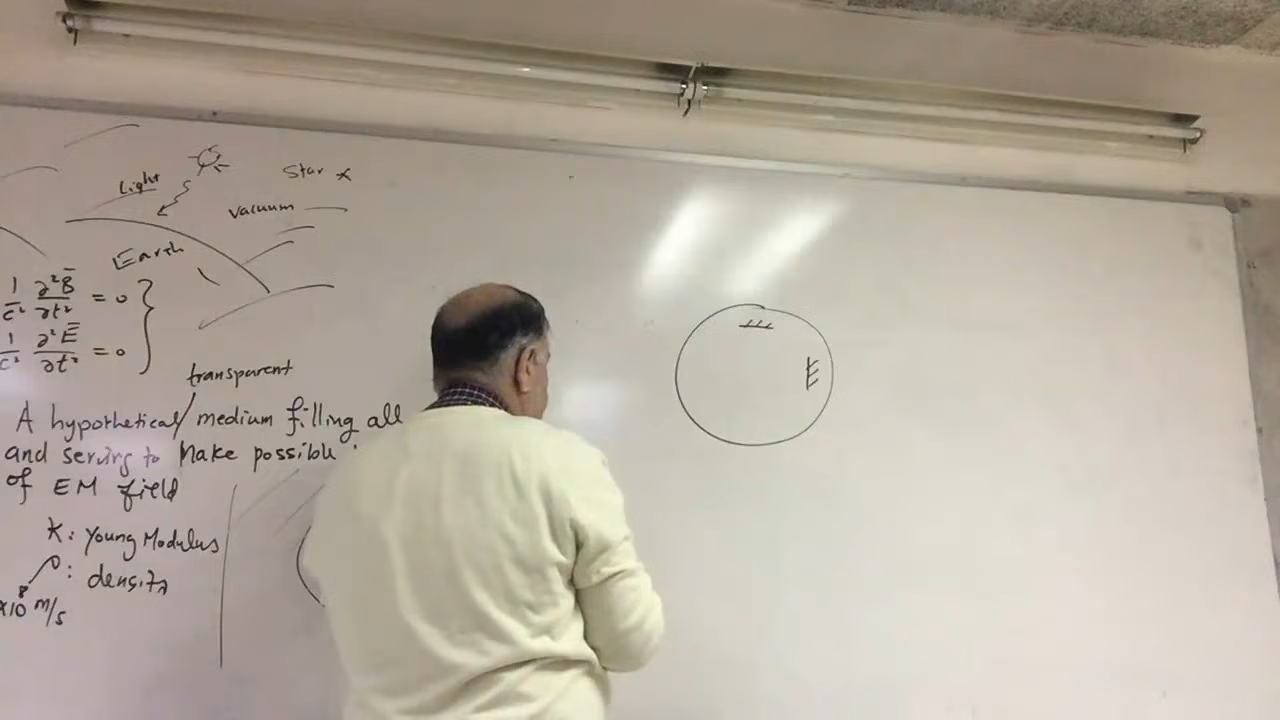 Light
Star
Vacuum
Earth
1/c² ∂²B̄/∂t² = 0
1/c² ∂²Ē/∂t² = 0
transparent
A hypothetical/ medium filling all
and serving to Make possible
of EM field
K: Young Modulus
ρ: density
×10⁸ m/s